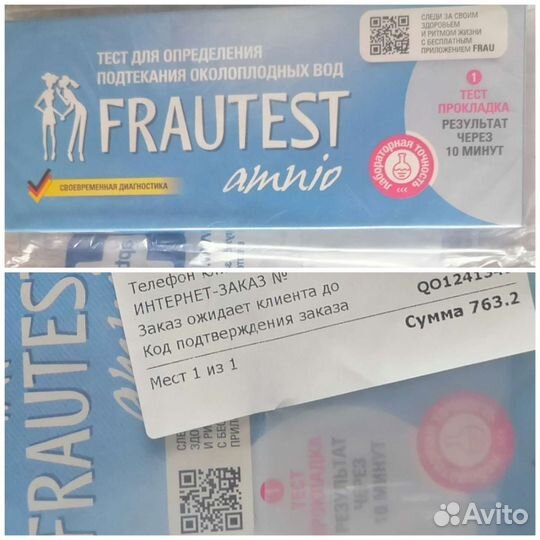 ТЕСТ ДЛЯ ОПРЕДЕЛЕНИЯ
ПОДТЕКАНИЯ ОКОЛОПЛОДНЫХ ВОД
FRAUTEST
amnio
СВОЕВРЕМЕННАЯ ДИАГНОСТИКА
СЛЕДИ ЗА СВОИМ
ЗДОРОВЬЕМ
И РИТМОМ ЖИЗНИ
С БЕСПЛАТНЫМ
ПРИЛОЖЕНИЕМ FRAU
1
ТЕСТ
ПРОКЛАДКА
РЕЗУЛЬТАТ
ЧЕРЕЗ
10 МИНУТ
лабораторная точность
Телефон
ИНТЕРНЕТ-ЗАКАЗ №
Заказ ожидает клиента до
Код подтверждения заказа
Сумма 763.2
Мест 1 из 1
FRAUTEST
1
ТЕСТ
ПРОКЛАДКА
РЕЗУЛЬТАТ
ЧЕРЕЗ
10 МИНУТ
Avito